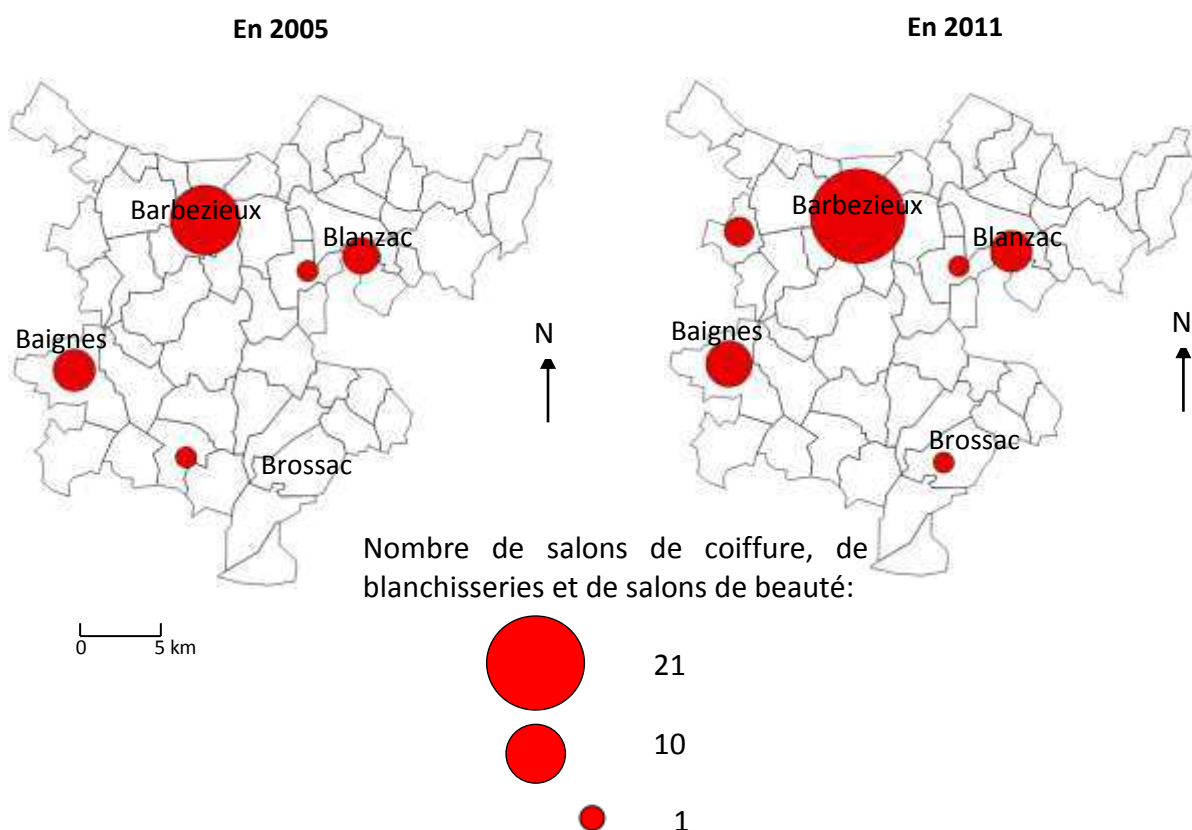 En 2005
En 2011
Barbezieux
Blanzac
Baignes
Brossac
N
Barbezieux
Blanzac
Baignes
Brossac
N
Nombre de salons de coiffure, de
blanchisseries et de salons de beauté:
0 5 km
21
10
1